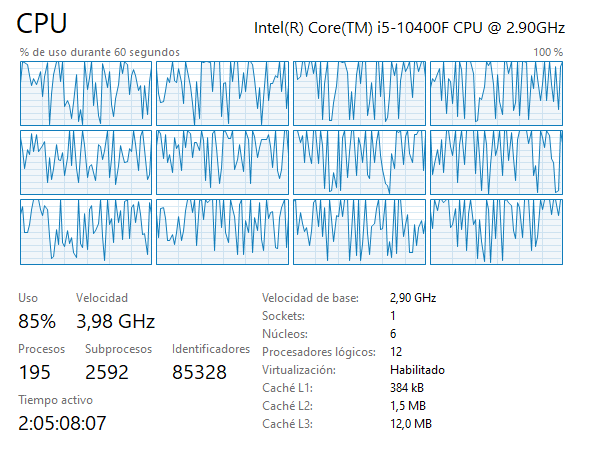 CPU Intel(R) Core(TM) i5-10400F CPU @ 2.90GHz
% de uso durante 60 segundos 100 %
Uso Velocidad
85% 3,98 GHz
Procesos Subprocesos Identificadores
195 2592 85328
Tiempo activo
2:05:08:07
Velocidad de base: 2,90 GHz
Sockets: 1
Núcleos: 6
Procesadores lógicos: 12
Virtualización: Habilitado
Caché L1: 384 kB
Caché L2: 1,5 MB
Caché L3: 12,0 MB